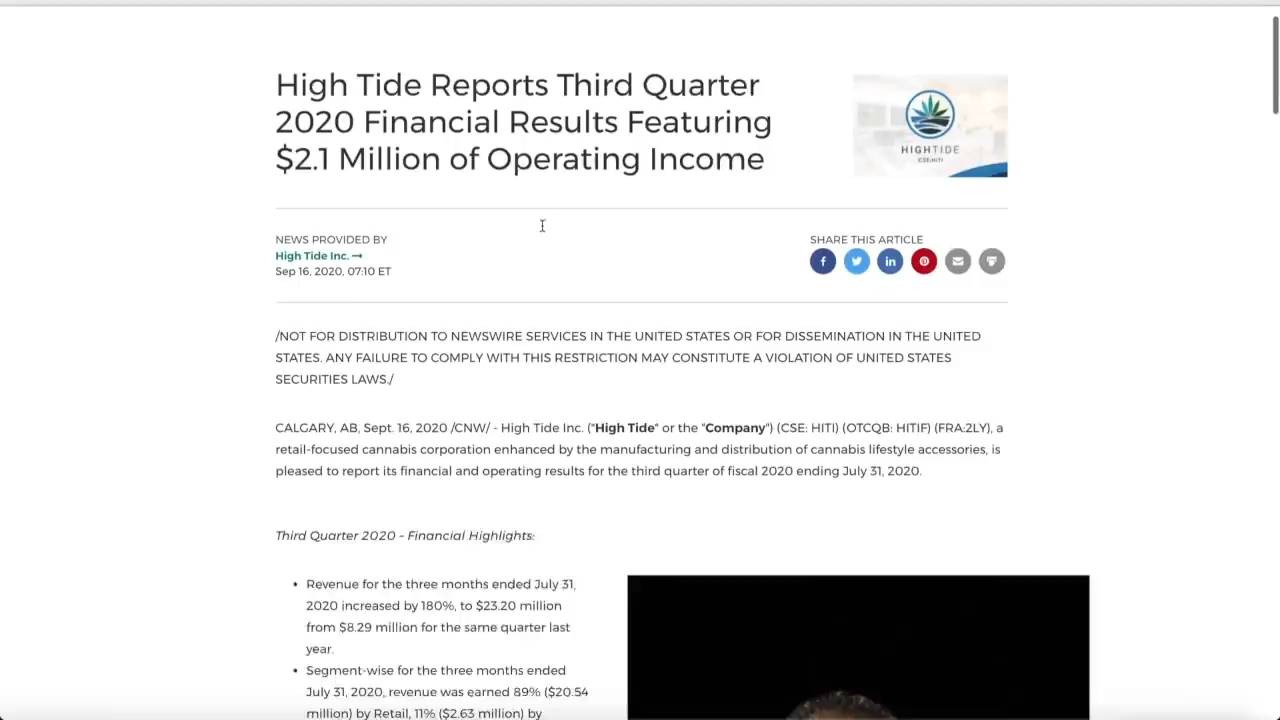 High Tide Reports Third Quarter
2020 Financial Results Featuring
$2.1 Million of Operating Income
HIGHTIDE
CSE:HITI
NEWS PROVIDED BY
High Tide Inc. →
Sep 16, 2020, 07:10 ET
SHARE THIS ARTICLE
/NOT FOR DISTRIBUTION TO NEWSWIRE SERVICES IN THE UNITED STATES OR FOR DISSEMINATION IN THE UNITED
STATES. ANY FAILURE TO COMPLY WITH THIS RESTRICTION MAY CONSTITUTE A VIOLATION OF UNITED STATES
SECURITIES LAWS./
CALGARY, AB, Sept. 16, 2020 /CNW/ - High Tide Inc. ("High Tide" or the "Company") (CSE: HITI) (OTCQB: HITIF) (FRA:2LY), a
retail-focused cannabis corporation enhanced by the manufacturing and distribution of cannabis lifestyle accessories, is
pleased to report its financial and operating results for the third quarter of fiscal 2020 ending July 31, 2020.
Third Quarter 2020 – Financial Highlights:
• Revenue for the three months ended July 31,
2020 increased by 180%, to $23.20 million
from $8.29 million for the same quarter last
year.
• Segment-wise for the three months ended
July 31, 2020, revenue was earned 89% ($20.54
million) by Retail, 11% ($2.63 million) by